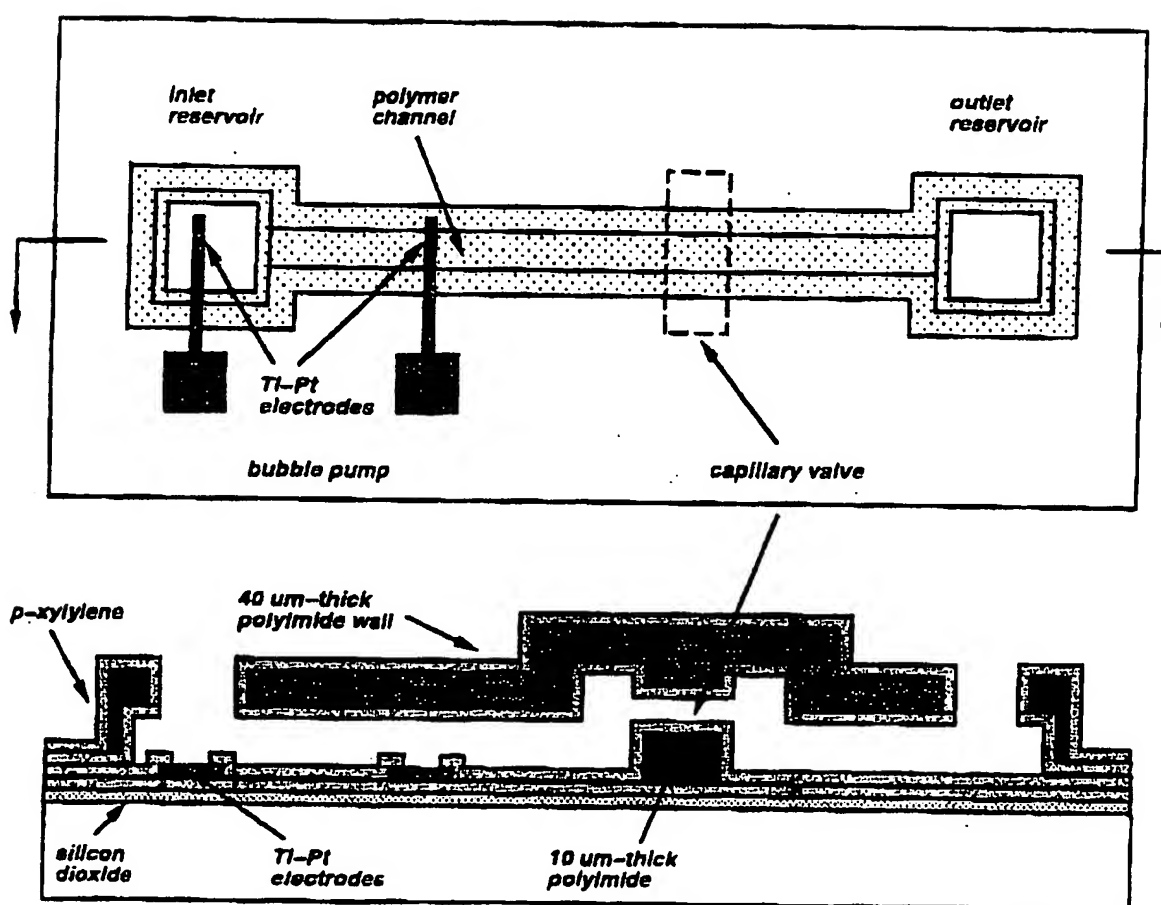 inlet
reservoir
polymer
channel
outlet
reservoir
Ti-Pt
electrodes
bubble pump
capillary valve
p-xylylene
40 um-thick
polyimide wall
silicon
dioxide
Ti-Pt
electrodes
10 um-thick
polyimide